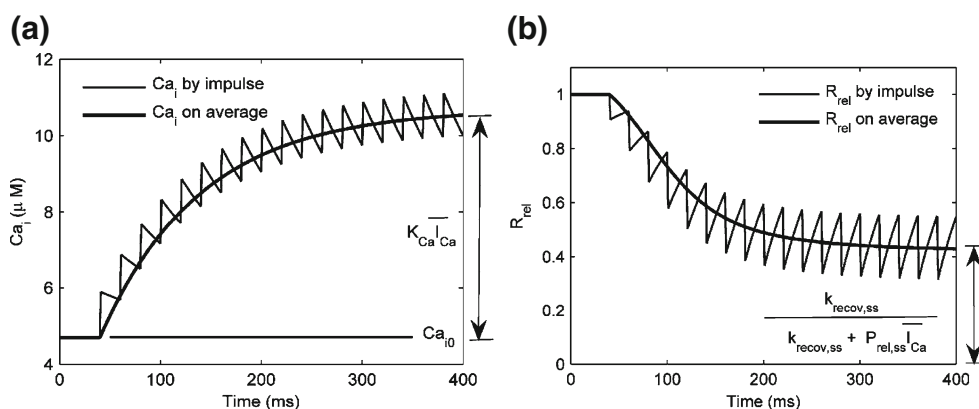 (a)
12
10
8
6
4
Ca_i (μ M)
Ca_i by impulse
Ca_i on average
K_Ca I_Ca
Ca_i0
0 100 200 300 400
Time (ms)
(b)
1
0.8
0.6
0.4
0.2
0
R_rel
R_rel by impulse
R_rel on average
k_recov,ss
k_recov,ss + P_rel,ss I_Ca
0 100 200 300 400
Time (ms)